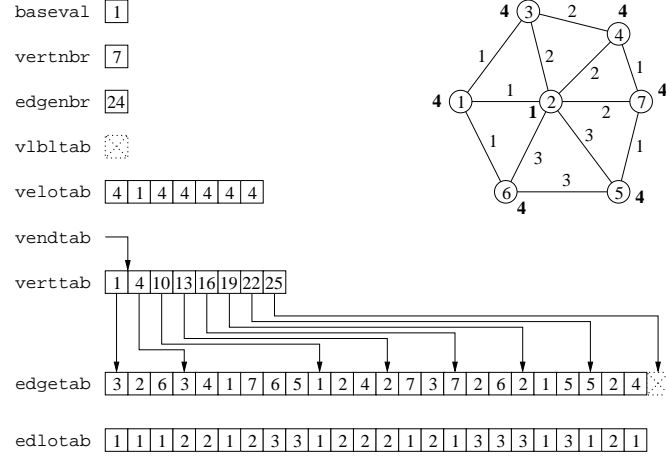 baseval 1
vertnbr 7
edgenbr 24
vlbltab
velotab 4 1 4 4 4 4 4
vendtab
verttab 1 4 10 13 16 19 22 25
edgetab 3 2 6 3 4 1 7 6 5 1 2 4 2 7 3 7 2 6 2 1 5 5 2 4
edlotab 1 1 1 2 2 1 2 3 3 1 2 2 2 1 2 1 3 3 3 1 3 1 2 1
4 3 2 4
4
1 2 2 1
4 1 1 2 2 7 4
1
1 3 3 1
6 3 5 4
4